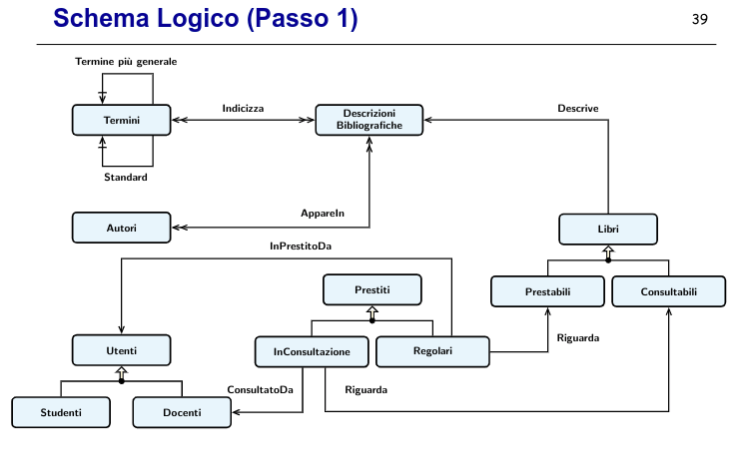 Schema Logico (Passo 1)
39
Termine più generale
Termini
Indicizza
Descrizioni
Bibliografiche
Descrive
Standard
Autori
AppareIn
Libri
InPrestitoDa
Prestiti
Prestabili
Consultabili
Utenti
InConsultazione
Regolari
Riguarda
ConsultatoDa
Riguarda
Studenti
Docenti